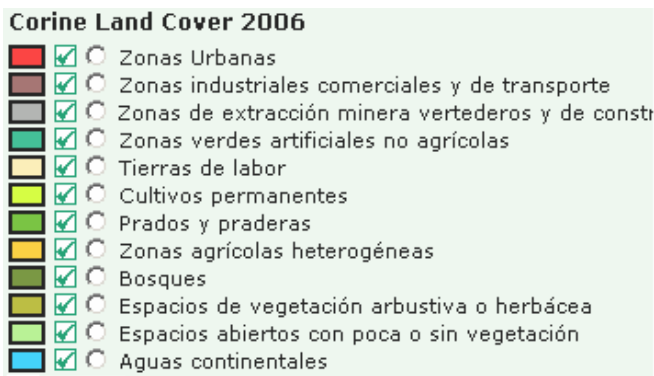 Corine Land Cover 2006
Zonas Urbanas
Zonas industriales comerciales y de transporte
Zonas de extracción minera vertederos y de constr
Zonas verdes artificiales no agrícolas
Tierras de labor
Cultivos permanentes
Prados y praderas
Zonas agrícolas heterogéneas
Bosques
Espacios de vegetación arbustiva o herbácea
Espacios abiertos con poca o sin vegetación
Aguas continentales